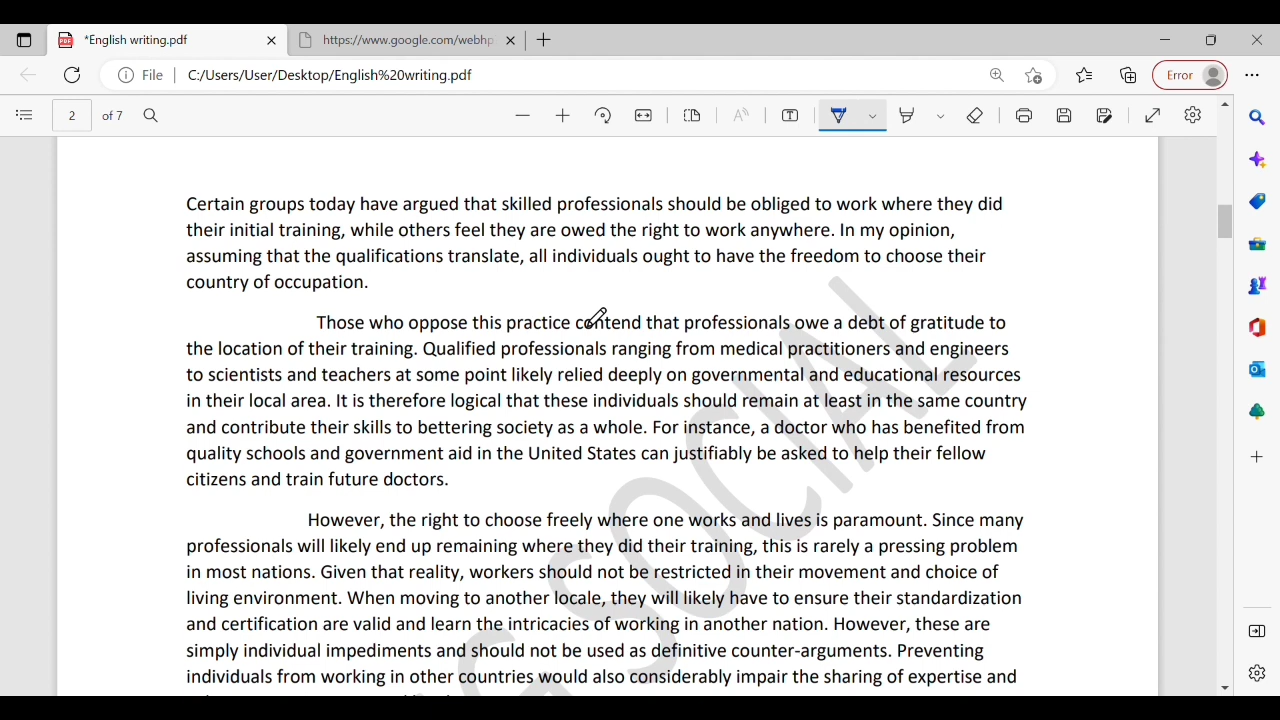 *English writing.pdf
https://www.google.com/webhp
File
C:/Users/User/Desktop/English%20writing.pdf
Error
2 of 7
Certain groups today have argued that skilled professionals should be obliged to work where they did
their initial training, while others feel they are owed the right to work anywhere. In my opinion,
assuming that the qualifications translate, all individuals ought to have the freedom to choose their
country of occupation.
Those who oppose this practice contend that professionals owe a debt of gratitude to
the location of their training. Qualified professionals ranging from medical practitioners and engineers
to scientists and teachers at some point likely relied deeply on governmental and educational resources
in their local area. It is therefore logical that these individuals should remain at least in the same country
and contribute their skills to bettering society as a whole. For instance, a doctor who has benefited from
quality schools and government aid in the United States can justifiably be asked to help their fellow
citizens and train future doctors.
However, the right to choose freely where one works and lives is paramount. Since many
professionals will likely end up remaining where they did their training, this is rarely a pressing problem
in most nations. Given that reality, workers should not be restricted in their movement and choice of
living environment. When moving to another locale, they will likely have to ensure their standardization
and certification are valid and learn the intricacies of working in another nation. However, these are
simply individual impediments and should not be used as definitive counter-arguments. Preventing
individuals from working in other countries would also considerably impair the sharing of expertise and
G SOCIAL